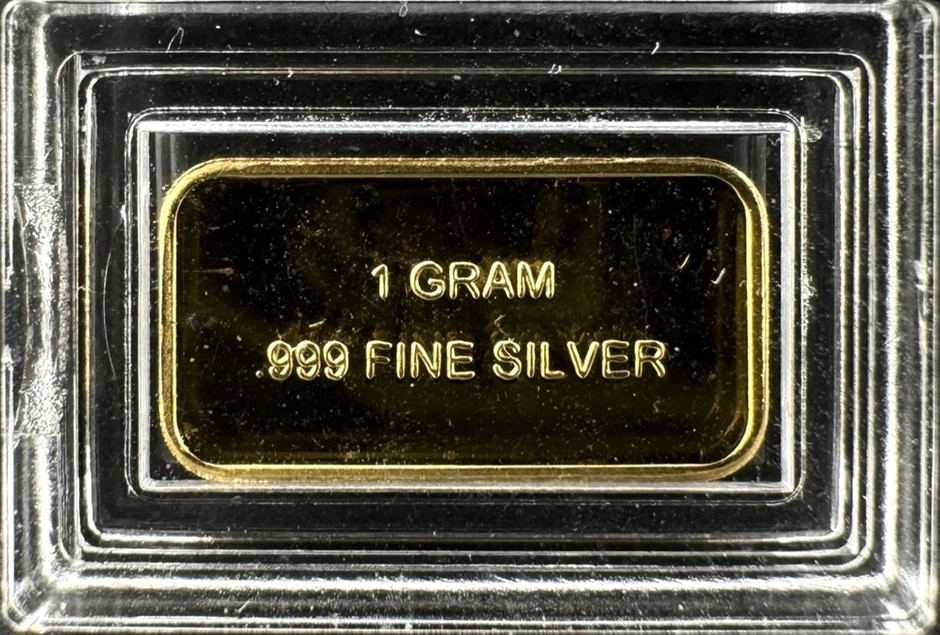 1 GRAM
.999 FINE SILVER